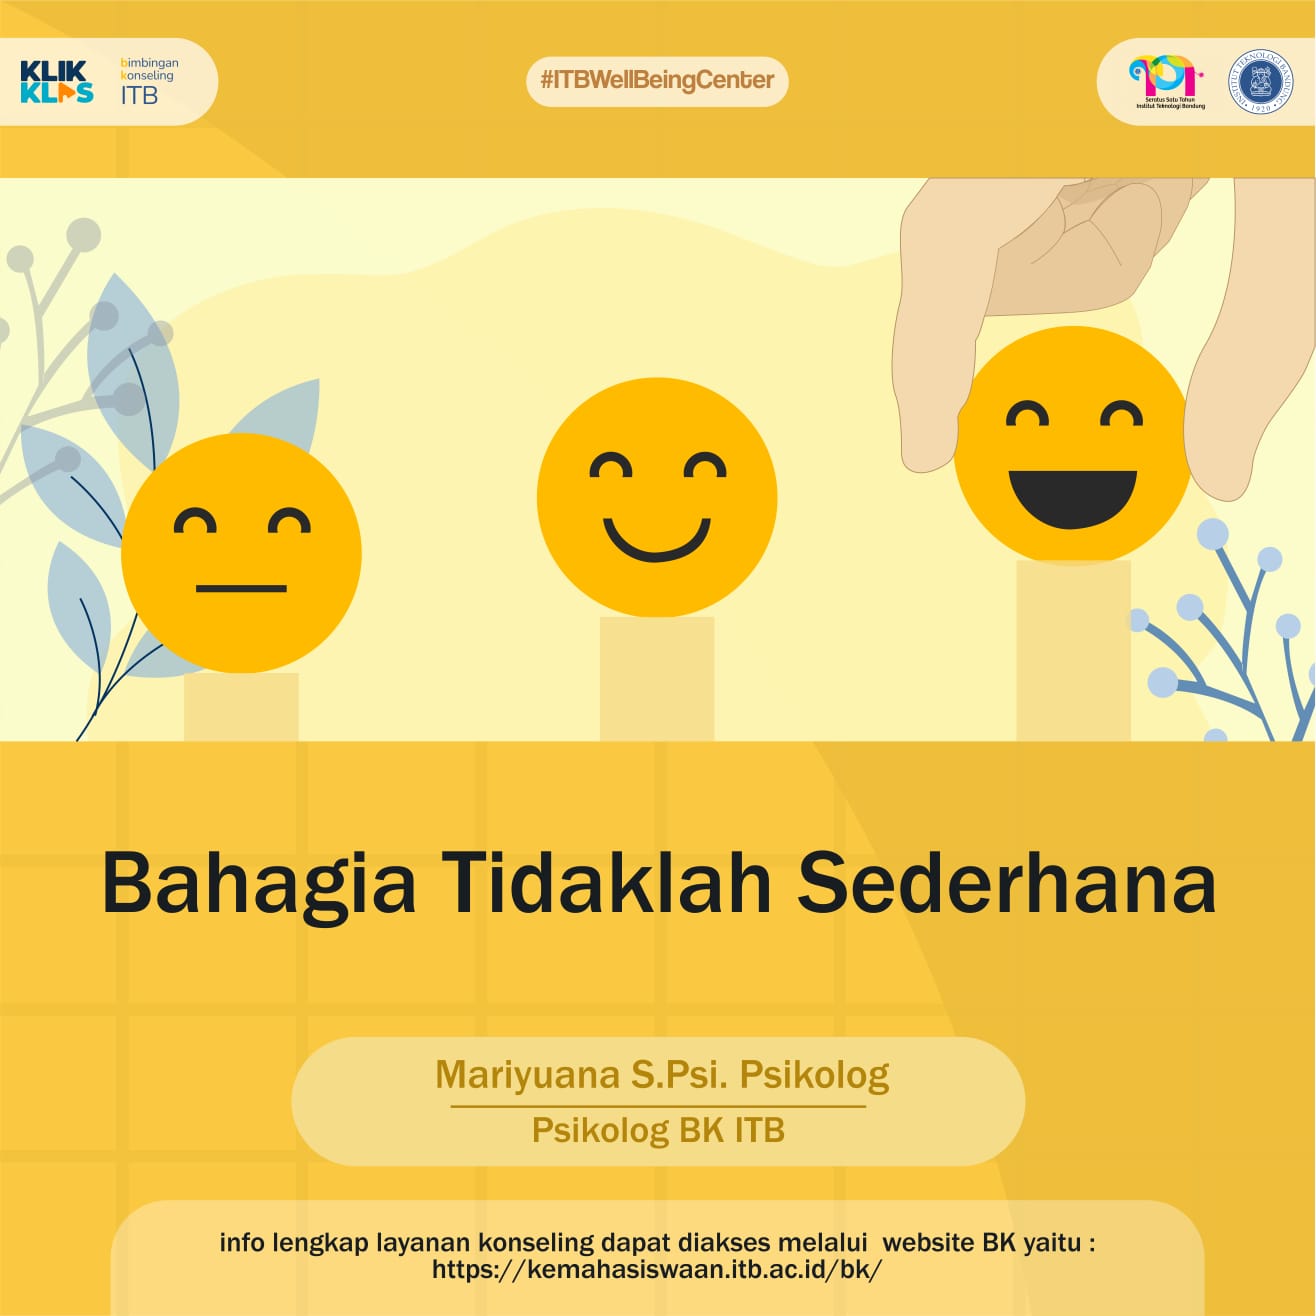 KLIK
KLPS
bimbingan
konseling
ITB
#ITBWellBeingCenter
101
Seratus Satu Tahun
Institut Teknologi Bandung
INSTITUT TEKNOLOGI BANDUNG
1920
Bahagia Tidaklah Sederhana
Mariyuana S.Psi. Psikolog
Psikolog BK ITB
info lengkap layanan konseling dapat diakses melalui website BK yaitu :
https://kemahasiswaan.itb.ac.id/bk/